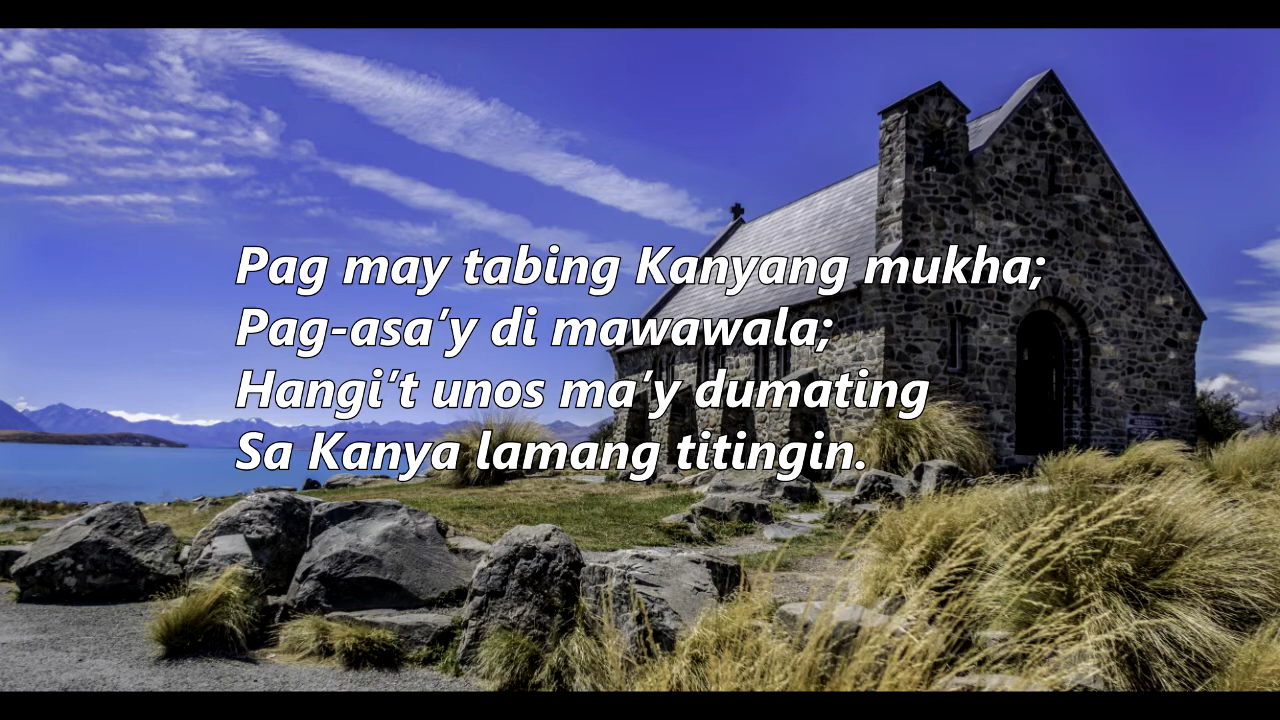 Pag may tabing Kanyang mukha;
Pag-asa’y di mawawala;
Hangi’t unos ma’y dumating
Sa Kanya lamang titingin.